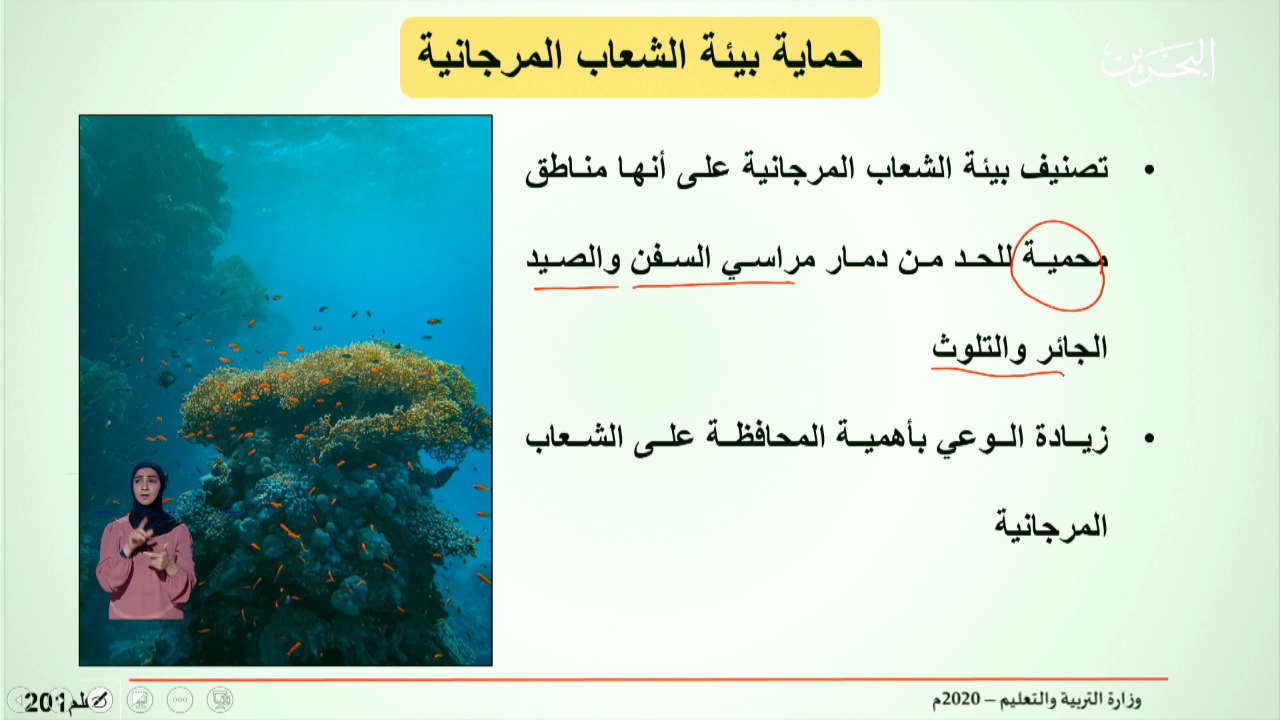 حماية بيئة الشعاب المرجانية
البحرين
تصنيف بيئة الشعاب المرجانية على أنها مناطق
محمية للحد من دمار مراسي السفن والصيد
الجائر والتلوث
زيادة الوعي بأهمية المحافظة على الشعاب
المرجانية
وزارة التربية والتعليم – 2020م
201